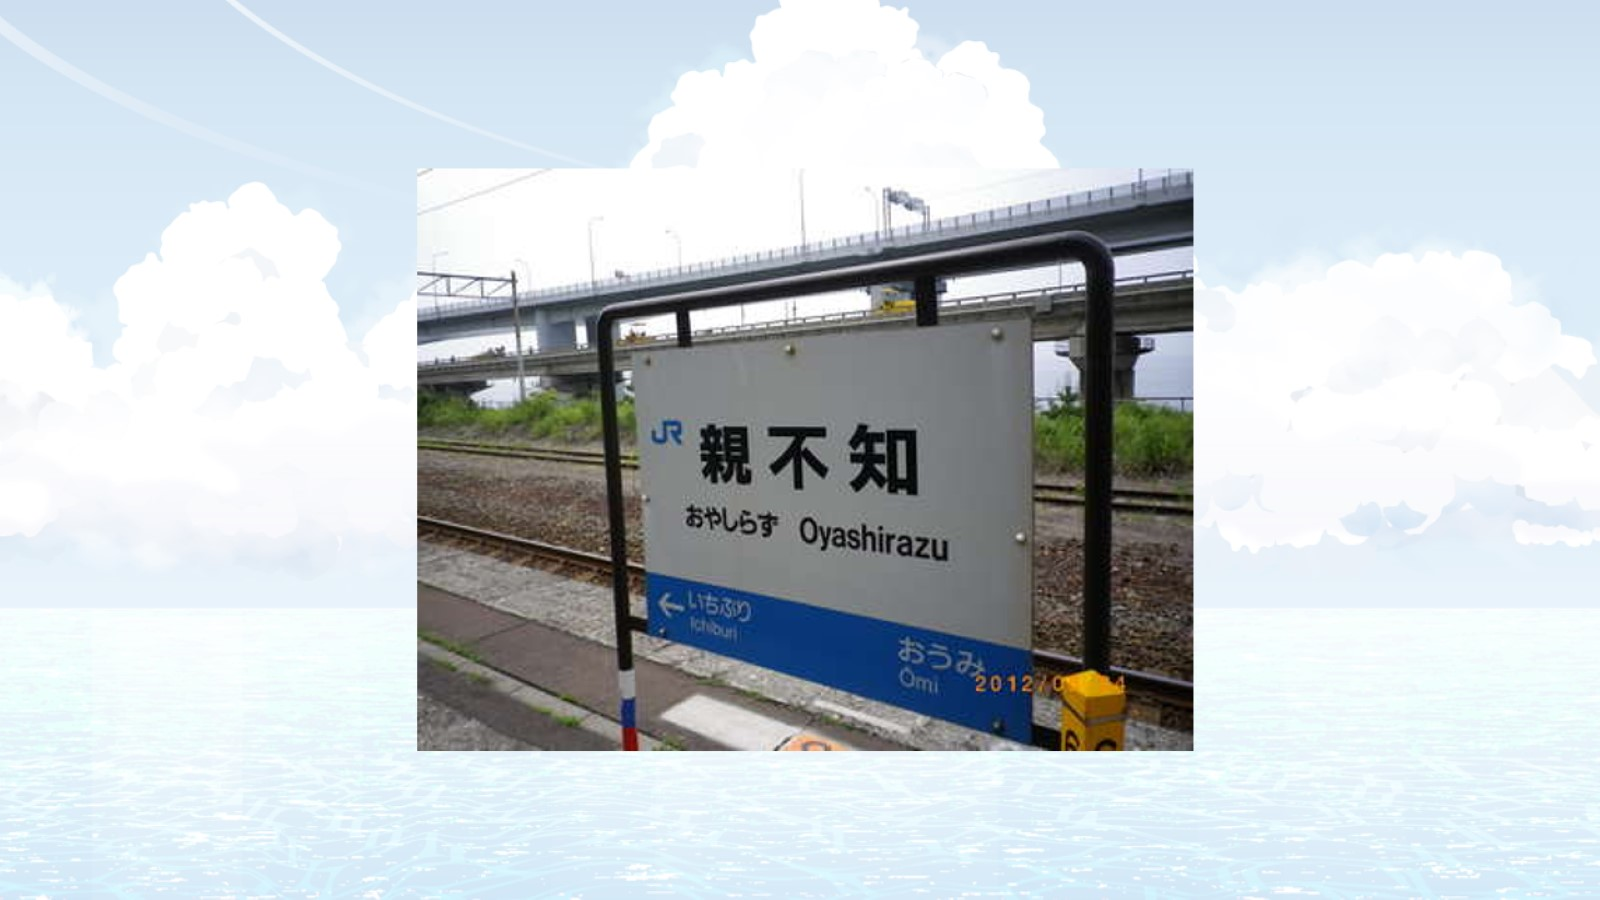 JR 親不知
おやしらず Oyashirazu
← いちぶり
Ichiburi
おうみ
Ōmi